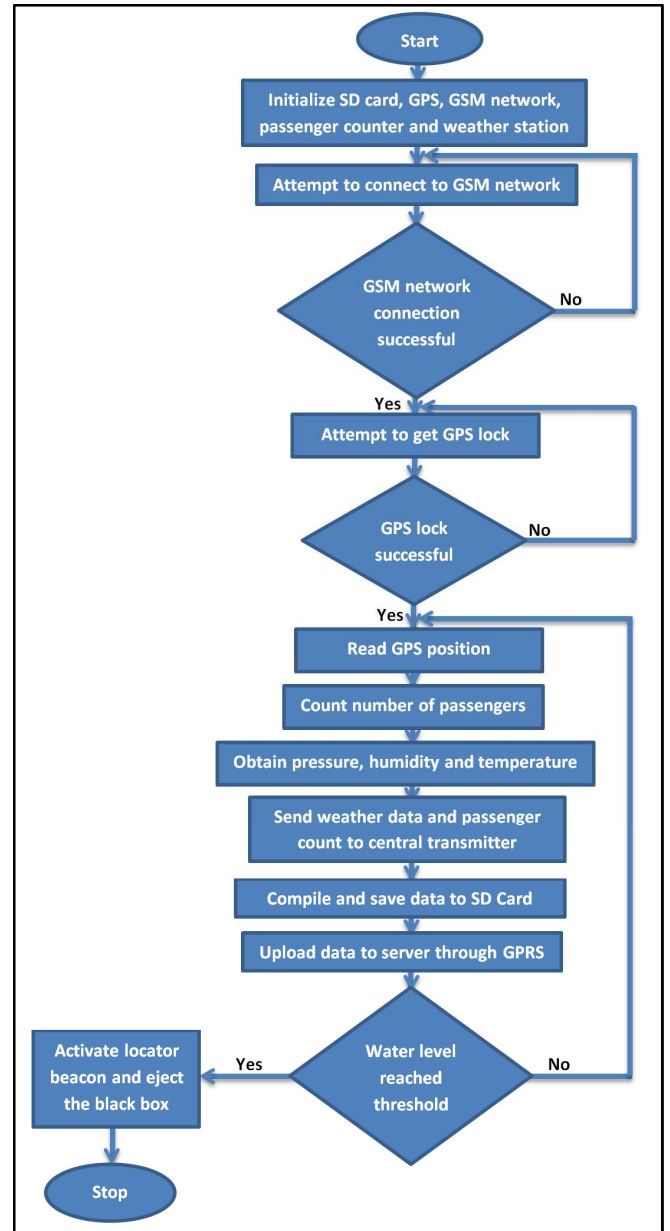 Start
Initialize SD card, GPS, GSM network,
passenger counter and weather station
Attempt to connect to GSM network
GSM network
connection
successful
No
Yes
Attempt to get GPS lock
GPS lock
successful
No
Yes
Read GPS position
Count number of passengers
Obtain pressure, humidity and temperature
Send weather data and passenger
count to central transmitter
Compile and save data to SD Card
Upload data to server through GPRS
Water level
reached
threshold
No
Yes
Activate locator
beacon and eject
the black box
Stop